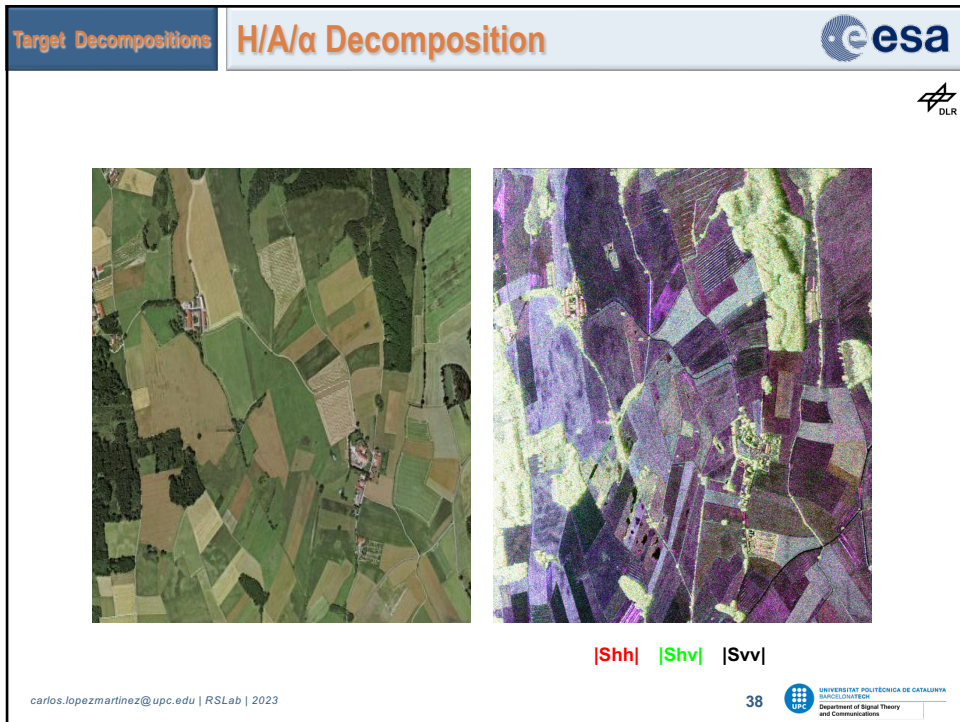 Target Decompositions
H/A/α Decomposition
esa
DLR
|Shh| |Shv| |Svv|
carlos.lopezmartinez@upc.edu | RSLab | 2023
38
UPC
UNIVERSITAT POLITÈCNICA DE CATALUNYA
BARCELONATECH
Department of Signal Theory
and Communications